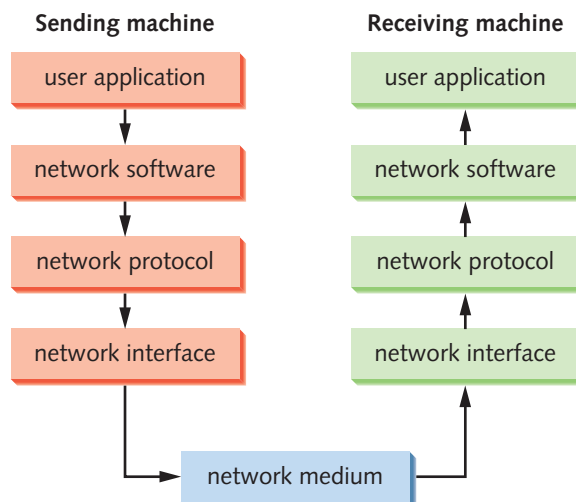 Sending machine
user application
network software
network protocol
network interface
Receiving machine
user application
network software
network protocol
network interface
network medium